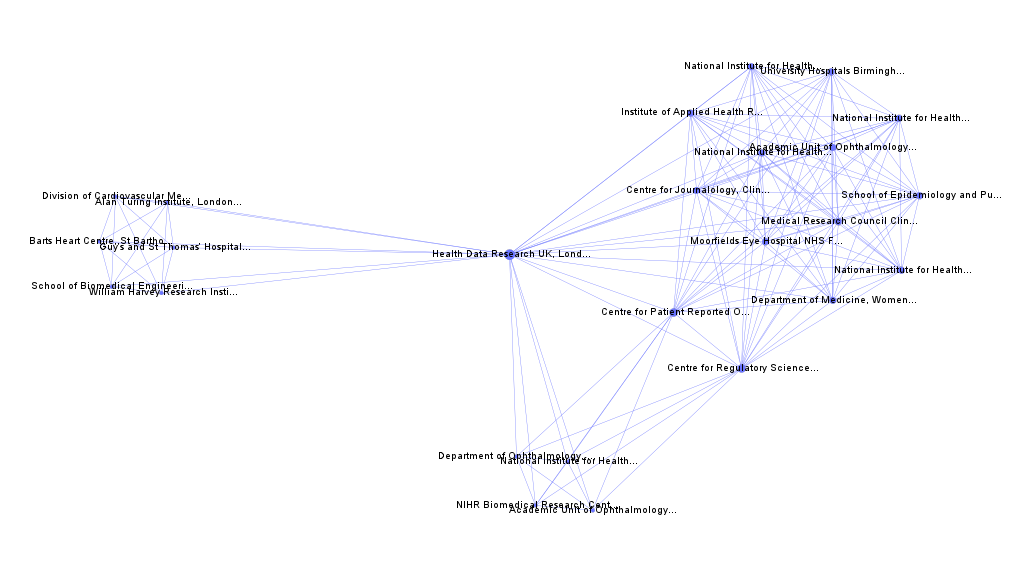 National Institute for Health...
University Hospitals Birmingh...
Institute of Applied Health R...
National Institute for Health...
Academic Unit of Ophthalmology...
National Institute for Health...
Centre for Journalology, Clin...
School of Epidemiology and Pu...
Division of Cardiovascular Me...
Alan Turing Institute, London...
Medical Research Council Clin...
Barts Heart Centre, St Bartho...
Guys and St Thomas' Hospital...
Moorfields Eye Hospital NHS F...
Health Data Research UK, Lond...
National Institute for Health...
School of Biomedical Engineeri...
William Harvey Research Insti...
Department of Medicine, Women...
Centre for Patient Reported O...
Centre for Regulatory Science...
Department of Ophthalmology,...
National Institute for Health...
NIHR Biomedical Research Cent...
Academic Unit of Ophthalmology...